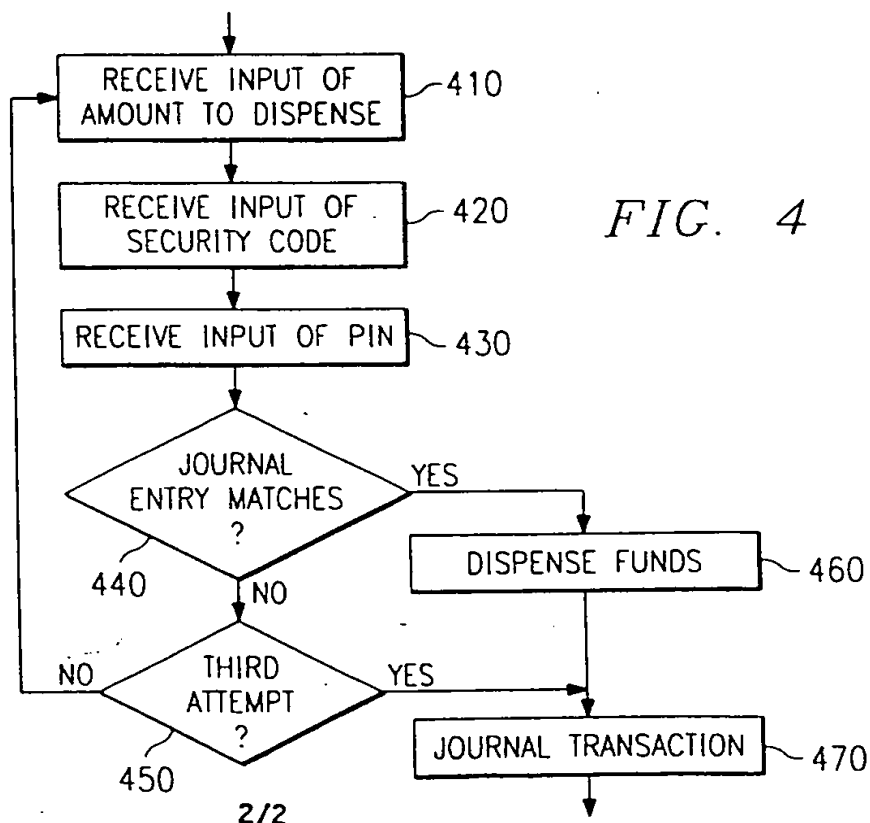 RECEIVE INPUT OF
AMOUNT TO DISPENSE
410
RECEIVE INPUT OF
SECURITY CODE
420
FIG. 4
RECEIVE INPUT OF PIN
430
JOURNAL
ENTRY MATCHES
?
YES
440
NO
DISPENSE FUNDS
460
NO
THIRD
ATTEMPT
?
YES
450
JOURNAL TRANSACTION
470
2/2